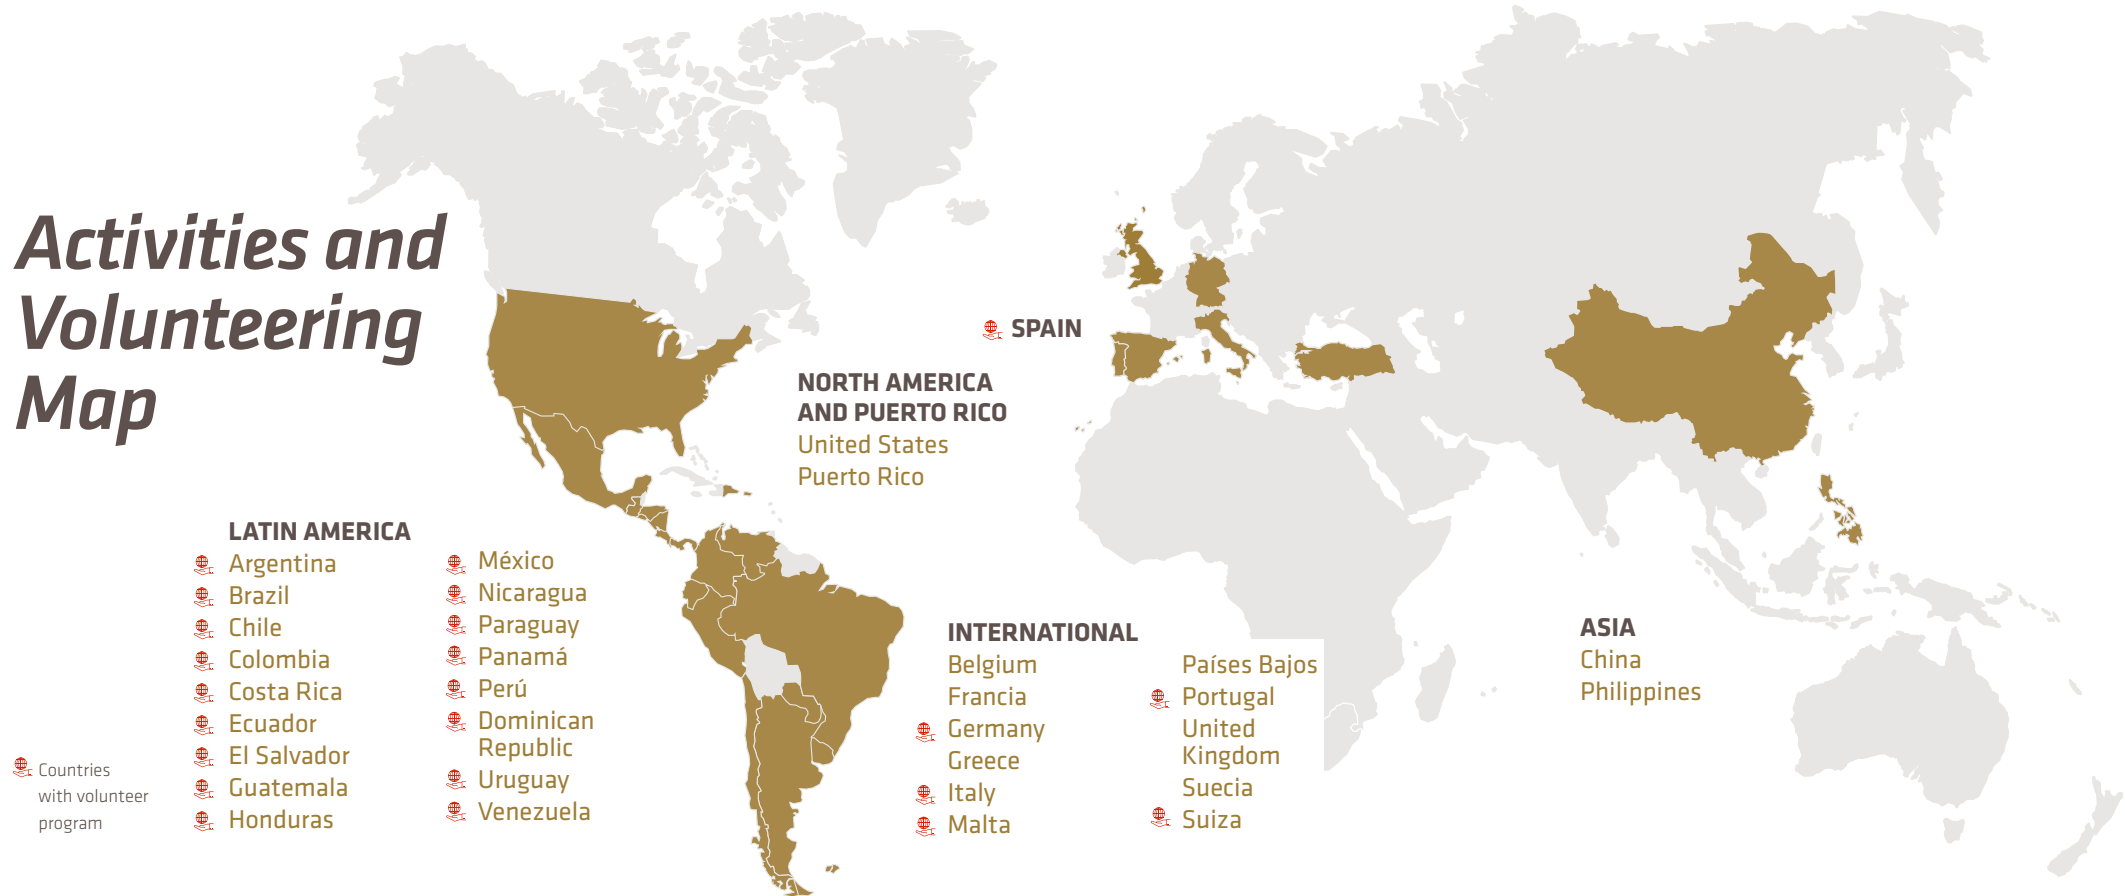 Activities and
Volunteering
Map
SPAIN
NORTH AMERICA
AND PUERTO RICO
United States
Puerto Rico
LATIN AMERICA
Argentina
Brazil
Chile
Colombia
Costa Rica
Ecuador
El Salvador
Guatemala
Honduras
México
Nicaragua
Paraguay
Panamá
Perú
Dominican
Republic
Uruguay
Venezuela
INTERNATIONAL
Belgium
Francia
Germany
Greece
Italy
Malta
Países Bajos
Portugal
United
Kingdom
Suecia
Suiza
ASIA
China
Philippines
Countries
with volunteer
program